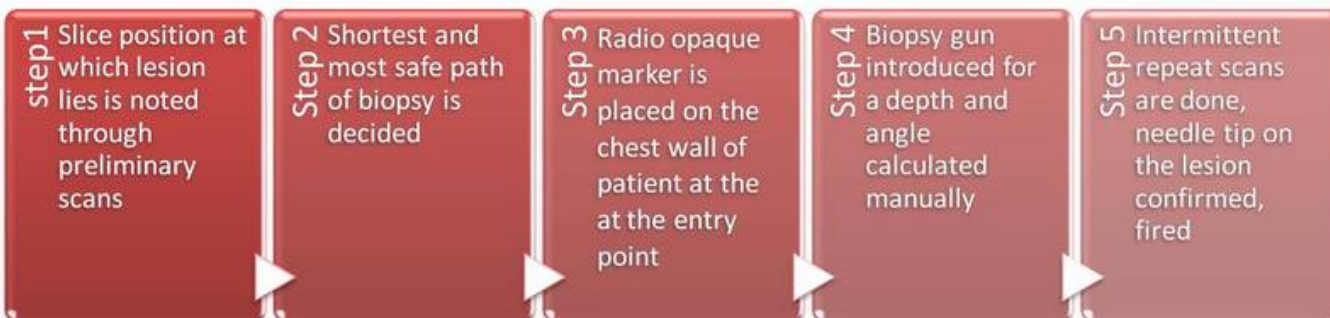 step1
Slice position at
which lesion
lies is noted
through
preliminary
scans
Step 2
Shortest and
most safe path
of biopsy is
decided
Step 3
Radio opaque
marker is
placed on the
chest wall of
patient at the
at the entry
point
Step 4
Biopsy gun
introduced for
a depth and
angle
calculated
manually
Step 5
Intermittent
repeat scans
are done,
needle tip on
the lesion
confirmed,
fired